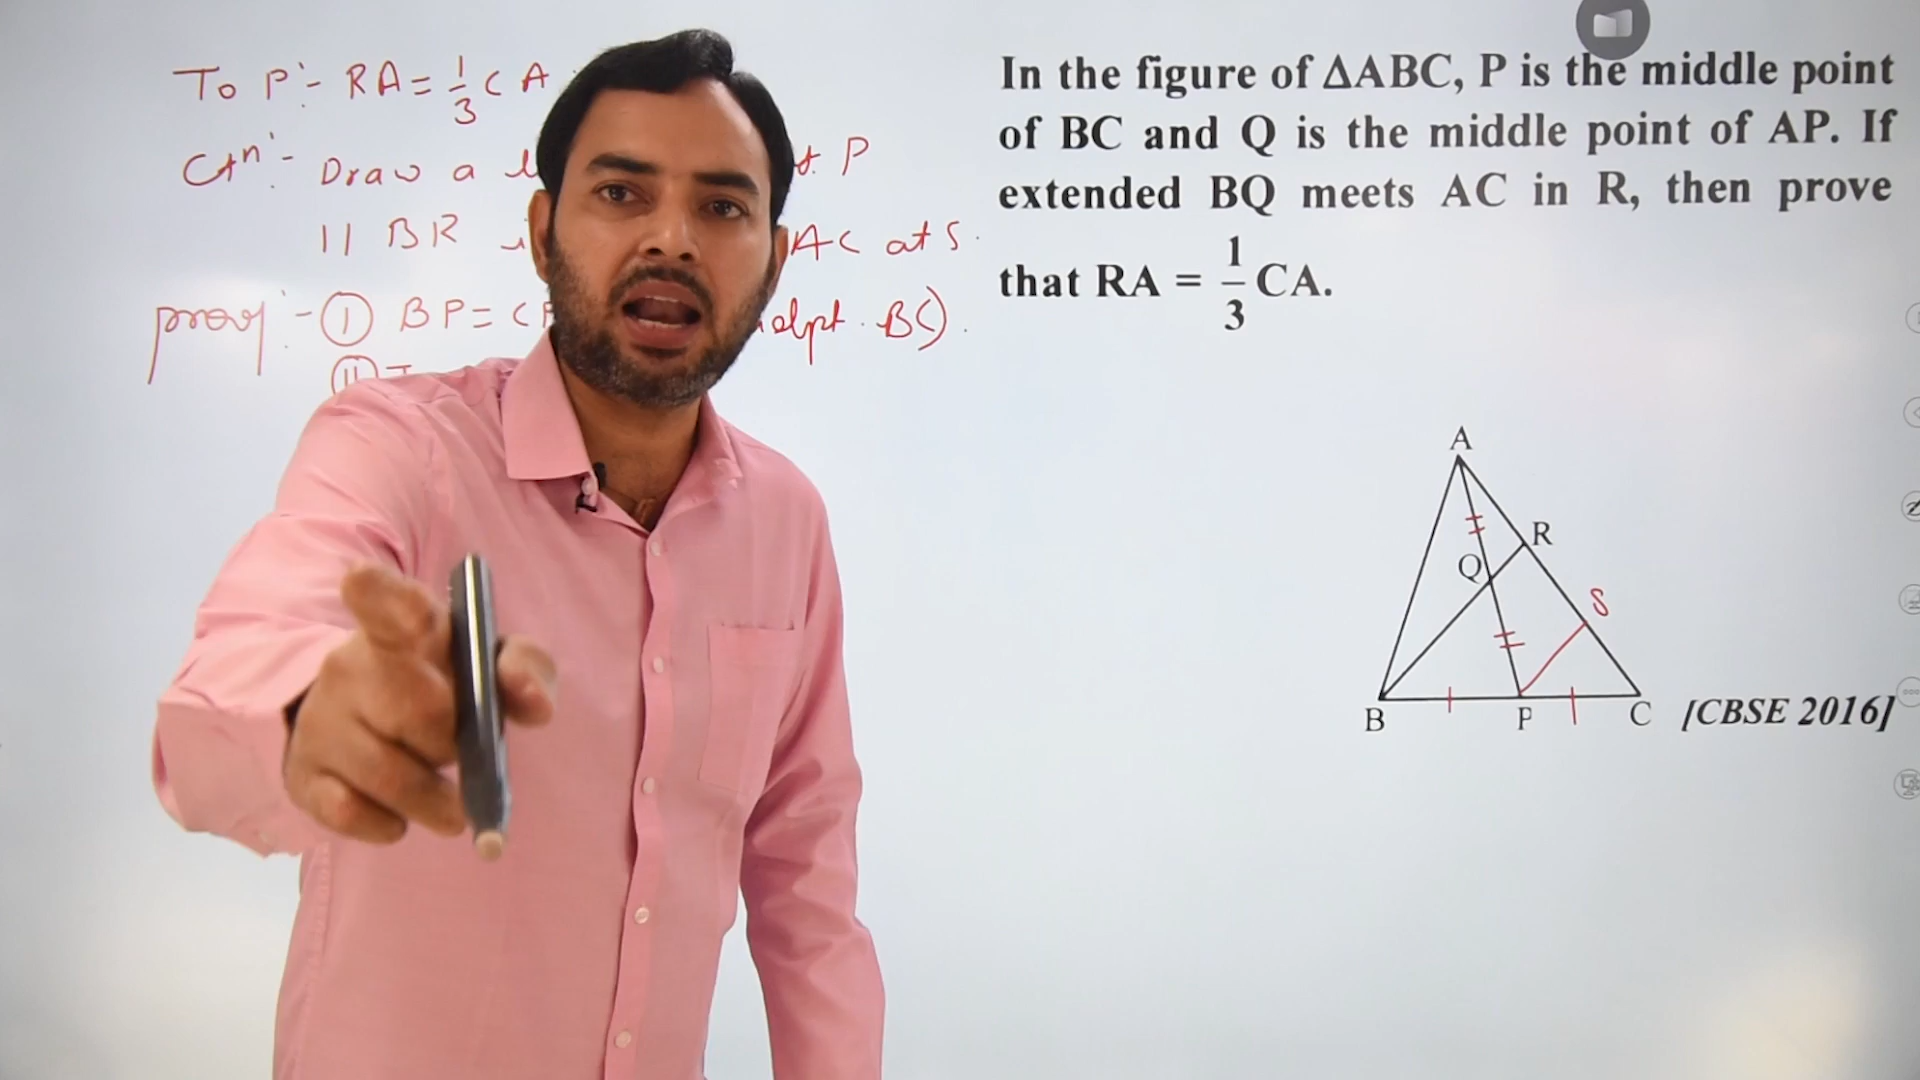 To P:- RA = 1/3 CA
Ctn:- Draw a P
|| BR AC at S.
proof:- (I) BP = BC).
(II)
In the figure of ΔABC, P is the middle point
of BC and Q is the middle point of AP. If
extended BQ meets AC in R, then prove
that RA = 1/3 CA.
A
R
Q
S
B
P
C
[CBSE 2016]